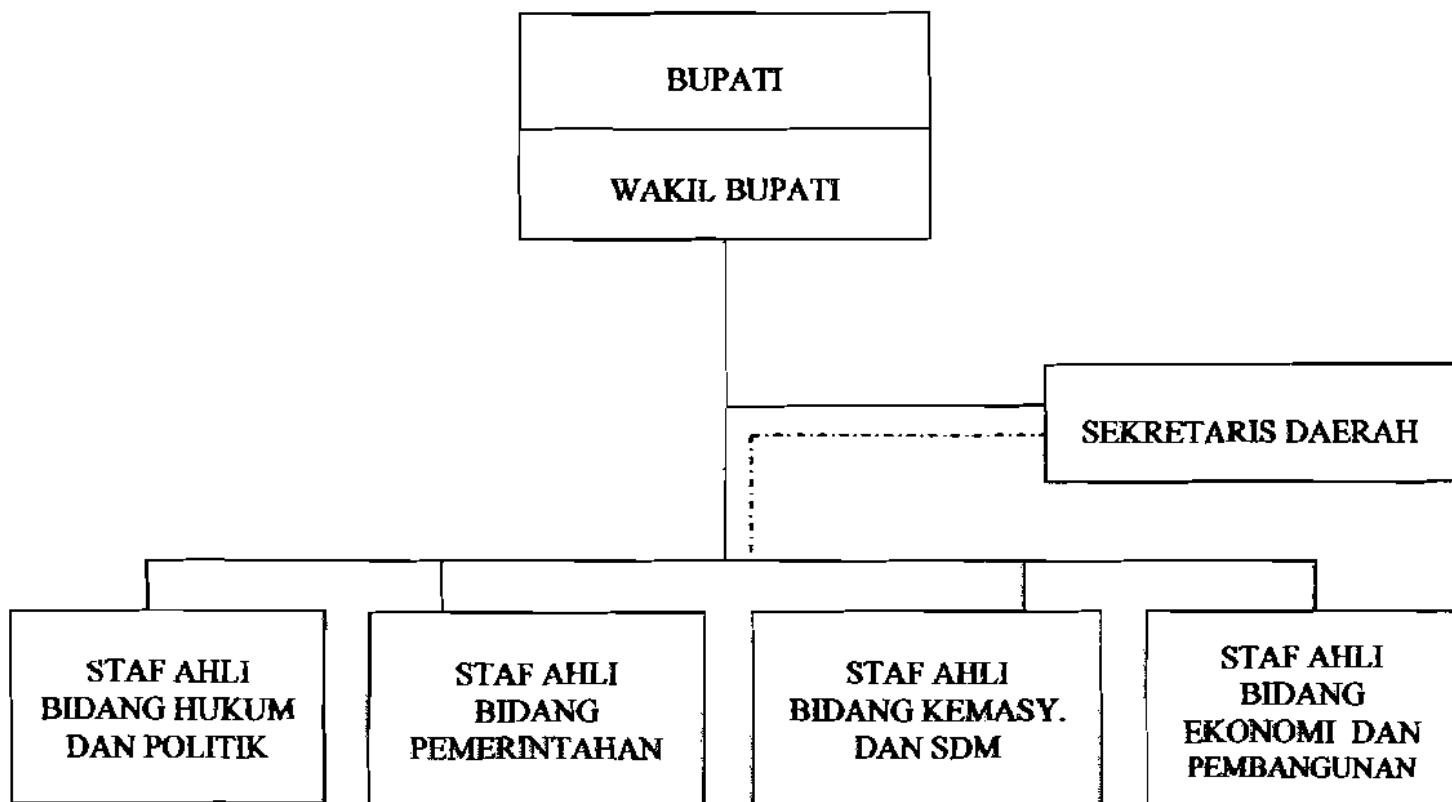 BUPATI
WAKIL BUPATI
SEKRETARIS DAERAH
STAF AHLI
BIDANG HUKUM
DAN POLITIK
STAF AHLI
BIDANG
PEMERINTAHAN
STAF AHLI
BIDANG KEMASY.
DAN SDM
STAF AHLI
BIDANG
EKONOMI DAN
PEMBANGUNAN